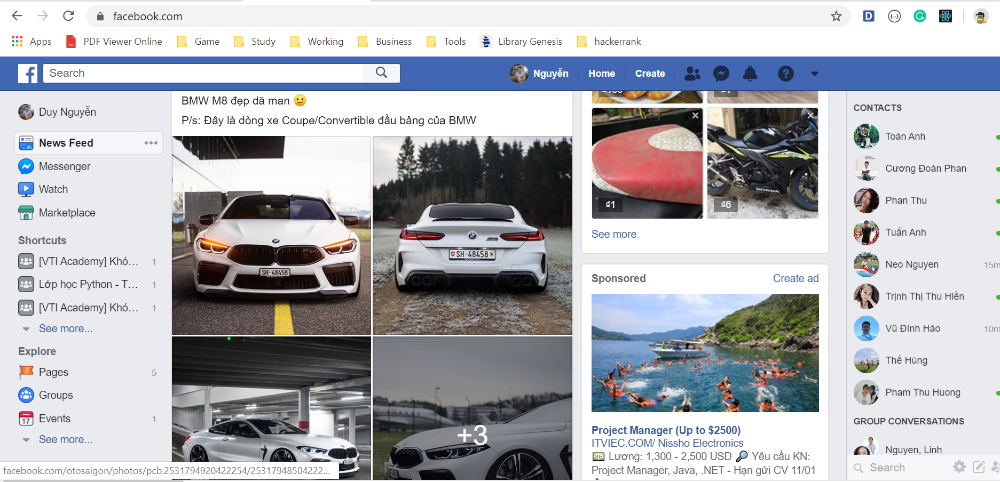 facebook.com
Apps
PDF Viewer Online
Game
Study
Working
Business
Tools
Library Genesis
hackerrank
Search
Nguyễn
Home
Create
Duy Nguyễn
News Feed
Messenger
Watch
Marketplace
Shortcuts
[VTI Academy] Khó... 1
Lớp học Python - T... 1
[VTI Academy] Khó... 1
See more...
Explore
Pages 5
Groups
17
Events 1
See more...
facebook.com/otosaigon/photos/pcb.2531794920422254/25317948504222...
BMW M8 đẹp dã man 😕
P/s: Đây là dòng xe Coupe/Convertible đầu bảng của BMW
SH·48458
SH·48458
+3
₫1
HONDA
₫6
See more
Sponsored
Create ad
Project Manager (Up to $2500)
ITVIEC.COM/ Nissho Electronics
💵 Lương: 1,300 - 2,500 USD 🔎 Yêu cầu KN:
Project Manager, Java, .NET - Hạn gửi CV 11/01
CONTACTS
Toàn Anh
Cương Đoàn Phan
Phan Thu
Tuấn Anh
Neo Nguyen 15m
Trịnh Thị Thu Hiền
Vũ Đình Hào 10m
Thế Hùng
Pham Thu Huong
GROUP CONVERSATIONS
Nguyen, Linh
Search